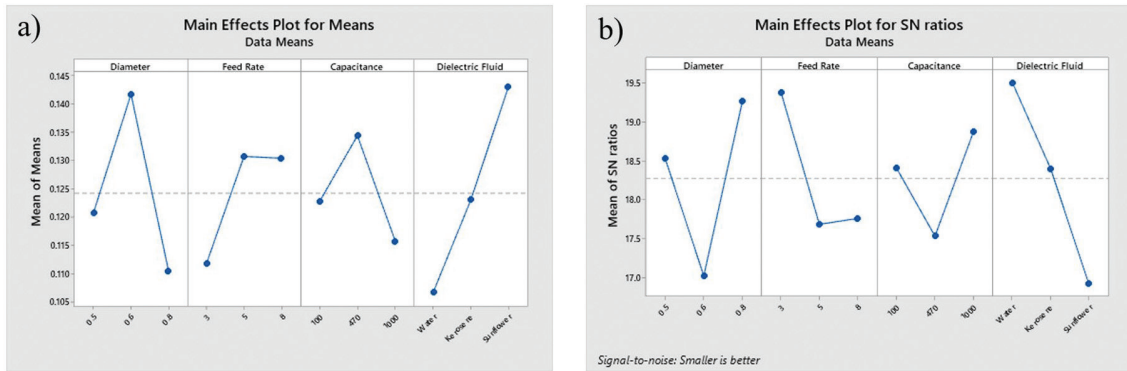 a)
Main Effects Plot for Means
Data Means
Diameter Feed Rate Capacitance Dielectric Fluid
Mean of Means
0.145
0.140
0.135
0.130
0.125
0.120
0.115
0.110
0.105
0.5 0.6 0.8 3 5 8 100 470 1000 Water Kerosere Sunflower
b)
Main Effects Plot for SN ratios
Data Means
Diameter Feed Rate Capacitance Dielectric Fluid
Mean of SN ratios
19.5
19.0
18.5
18.0
17.5
17.0
0.5 0.6 0.8 3 5 8 100 470 1000 Water Kerosere Sunflower
Signal-to-noise: Smaller is better